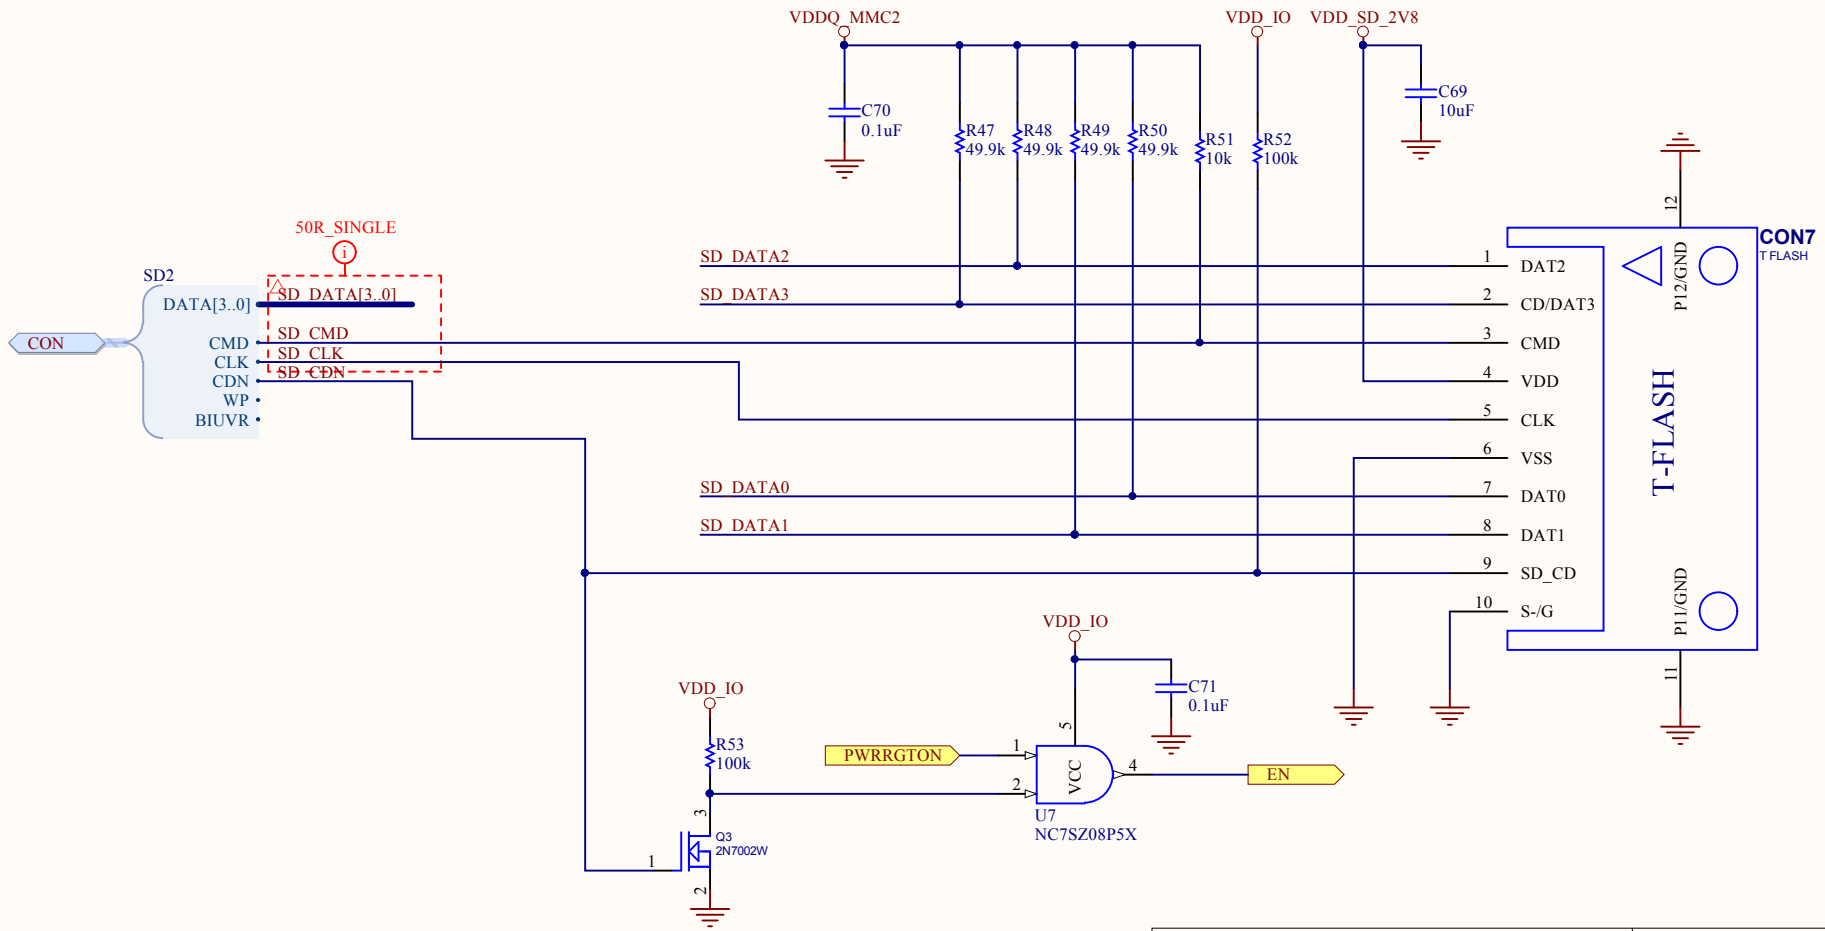 VDDQ_MMC2
VDD_IO
VDD_SD_2V8
C70
0.1uF
R47
49.9k
R48
49.9k
R49
49.9k
R50
49.9k
R51
10k
R52
100k
C69
10uF
12
P12/GND
CON7
T FLASH
50R_SINGLE
i
SD2
DATA[3..0]
SD_DATA[3..0]
CON
CMD
SD_CMD
CLK
SD_CLK
CDN
SD_CDN
WP
BIUVR
SD_DATA2
1
DAT2
SD_DATA3
2
CD/DAT3
3
CMD
4
VDD
5
CLK
6
VSS
SD_DATA0
7
DAT0
SD_DATA1
8
DAT1
9
SD_CD
10
S-/G
T-FLASH
P11/GND
11
VDD_IO
C71
0.1uF
VDD_IO
R53
100k
PWRRGTON
1
2
5
VCC
4
EN
U7
NC7SZ08P5X
3
Q3
2N7002W
1
2